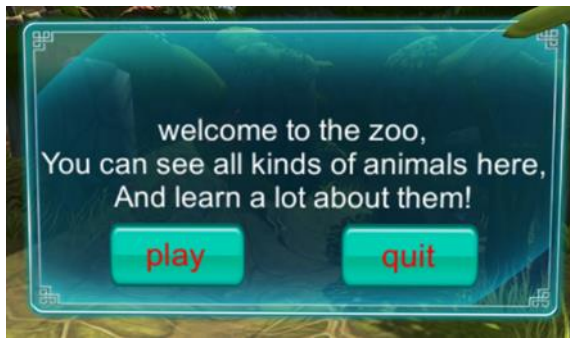 welcome to the zoo,
You can see all kinds of animals here,
And learn a lot about them!
play
quit